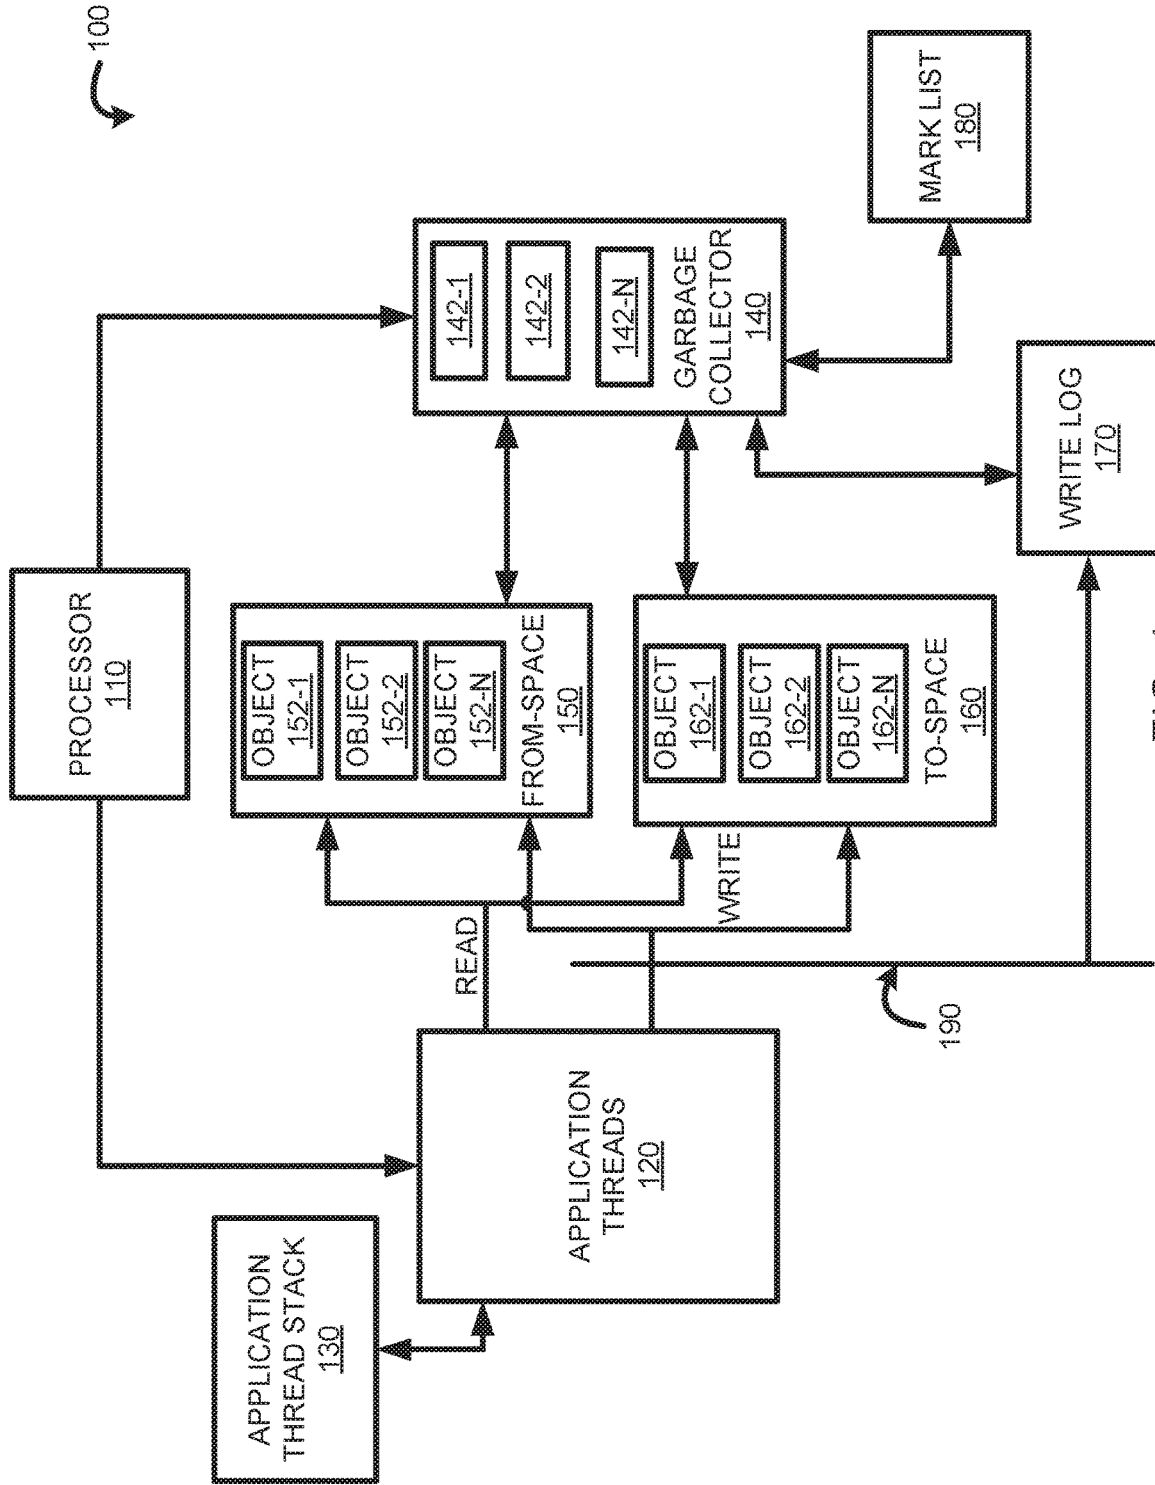 100
PROCESSOR
110
APPLICATION
THREAD STACK
130
APPLICATION
THREADS
120
READ
WRITE
190
OBJECT
152-1
OBJECT
152-2
OBJECT
152-N
FROM-SPACE
150
OBJECT
162-1
OBJECT
162-2
OBJECT
162-N
TO-SPACE
160
142-1
142-2
142-N
GARBAGE
COLLECTOR
140
WRITE LOG
170
MARK LIST
180